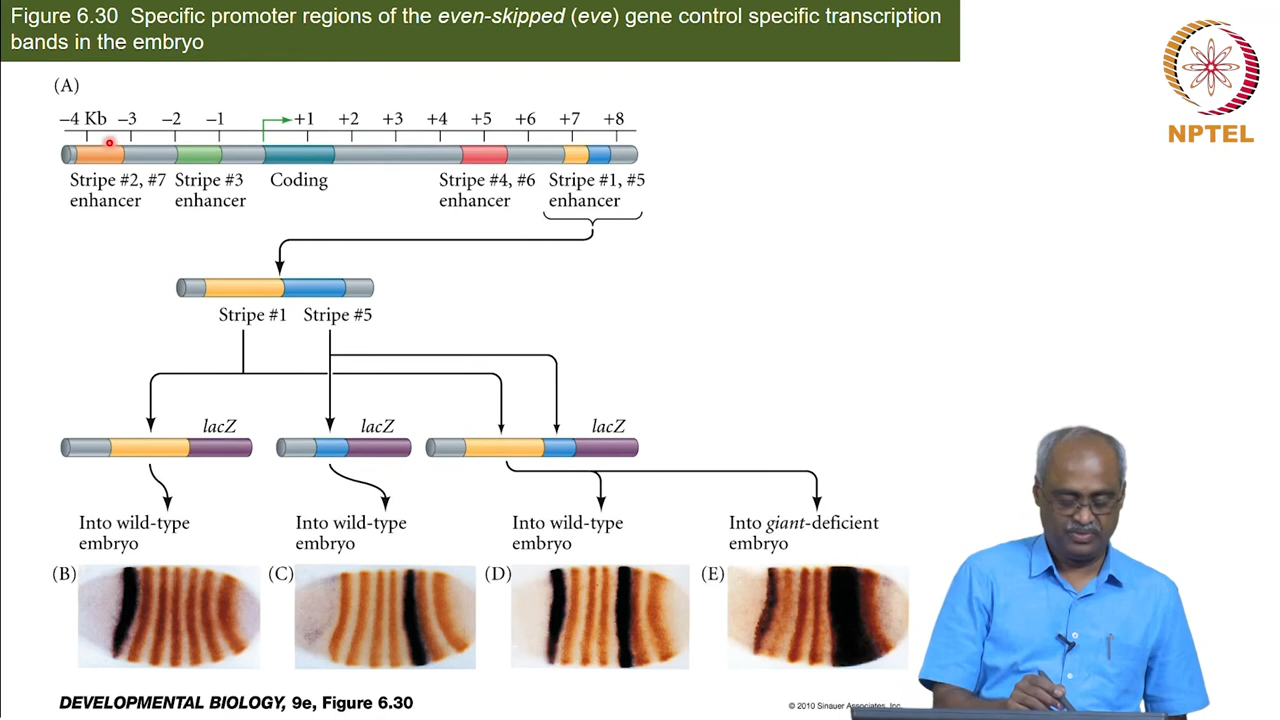 Figure 6.30 Specific promoter regions of the even-skipped (eve) gene control specific transcription
bands in the embryo
NPTEL
(A)
–4 Kb –3 –2 –1 +1 +2 +3 +4 +5 +6 +7 +8
Stripe #2, #7
enhancer
Stripe #3
enhancer
Coding
Stripe #4, #6
enhancer
Stripe #1, #5
enhancer
Stripe #1
Stripe #5
lacZ
lacZ
lacZ
Into wild-type
embryo
Into wild-type
embryo
Into wild-type
embryo
Into giant-deficient
embryo
(B)
(C)
(D)
(E)
DEVELOPMENTAL BIOLOGY, 9e, Figure 6.30
© 2010 Sinauer Associates, Inc.